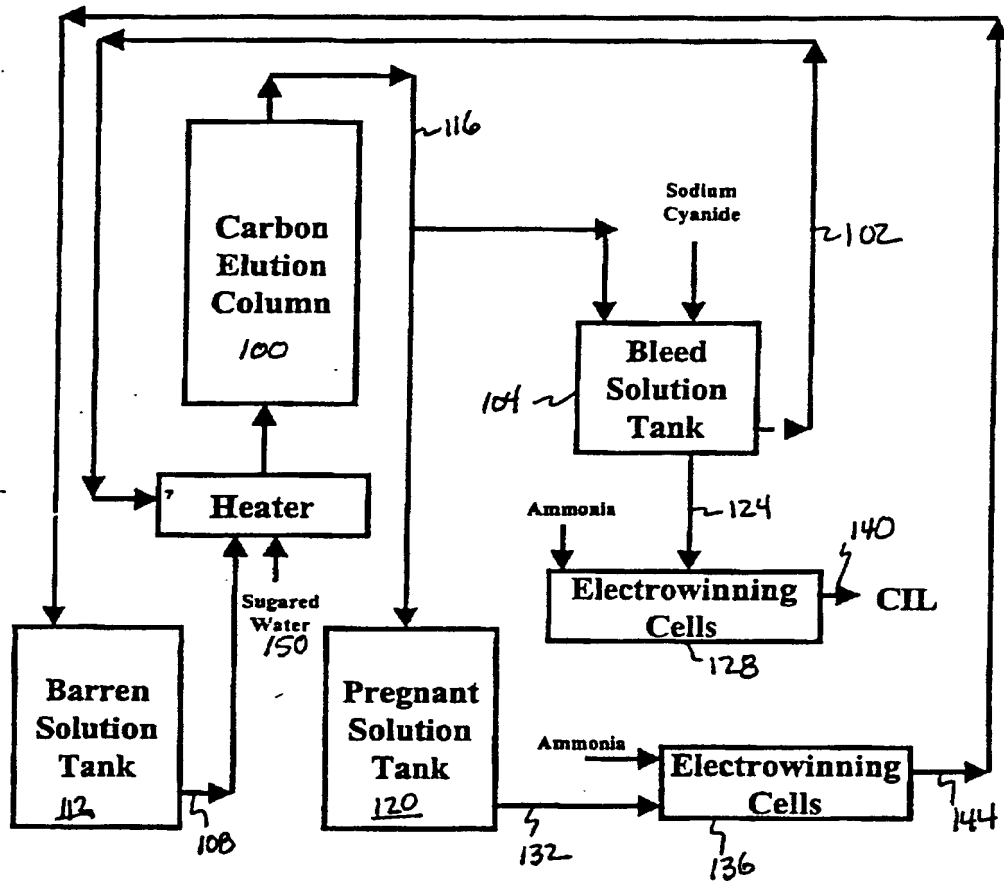 116
Sodium
Cyanide
102
Carbon
Elution
Column
100
Bleed
Solution
Tank
104
Heater
Ammonia
124
140
Electrowinning
Cells
CIL
128
Sugared
Water
150
Barren
Solution
Tank
112
108
Pregnant
Solution
Tank
120
132
Ammonia
Electrowinning
Cells
136
144